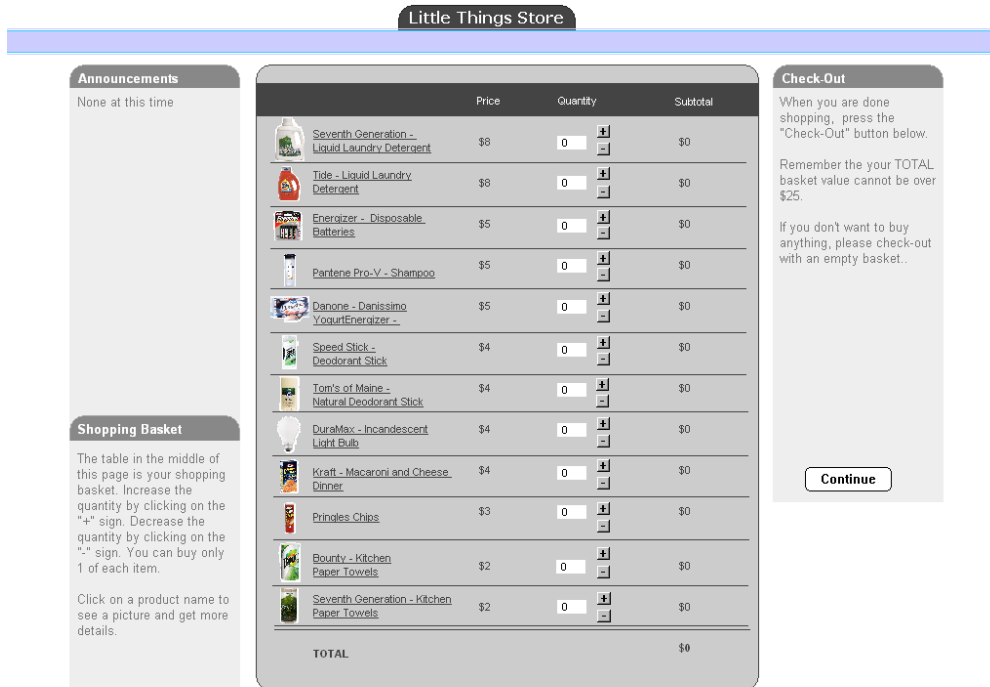 Little Things Store
Announcements
None at this time
Shopping Basket
The table in the middle of
this page is your shopping
basket. Increase the
quantity by clicking on the
"+" sign. Decrease the
quantity by clicking on the
"-" sign. You can buy only
1 of each item.
Click on a product name to
see a picture and get more
details.
Price Quantity Subtotal
Seventh Generation -
Liquid Laundry Detergent
$8 0 + - $0
Tide - Liquid Laundry
Detergent
$8 0 + - $0
Energizer - Disposable
Batteries
$5 0 + - $0
Pantene Pro-V - Shampoo
$5 0 + - $0
Danone - Danissimo
YogurtEnergizer -
$5 0 + - $0
Speed Stick -
Deodorant Stick
$4 0 + - $0
Tom's of Maine -
Natural Deodorant Stick
$4 0 + - $0
DuraMax - Incandescent
Light Bulb
$4 0 + - $0
Kraft - Macaroni and Cheese
Dinner
$4 0 + - $0
Pringles Chips
$3 0 + - $0
Bounty - Kitchen
Paper Towels
$2 0 + - $0
Seventh Generation - Kitchen
Paper Towels
$2 0 + - $0
TOTAL $0
Check-Out
When you are done
shopping, press the
"Check-Out" button below.
Remember the your TOTAL
basket value cannot be over
$25.
If you don't want to buy
anything, please check-out
with an empty basket..
Continue